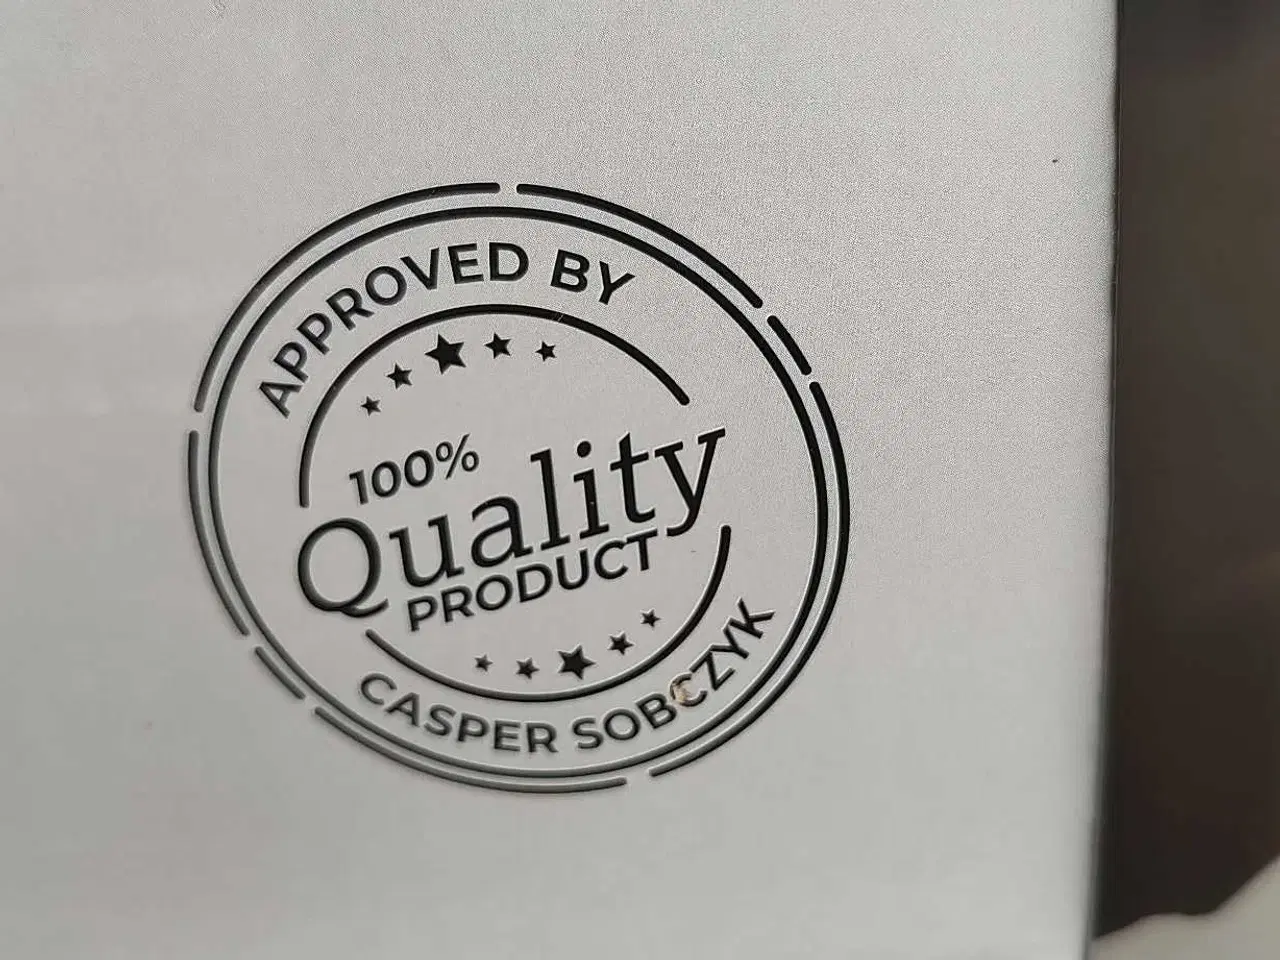 APPROVED BY
100%
Quality
PRODUCT
CASPER SOBCZYK